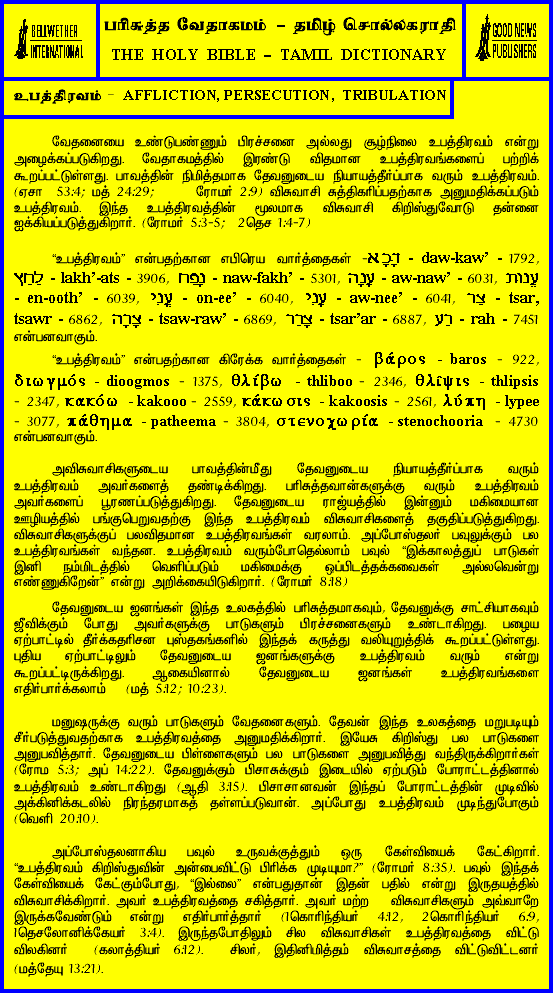 BELLWETHER
INTERNATIONAL
பரிசுத்த வேதாகமம் - தமிழ் சொல்லகராதி
THE HOLY BIBLE - TAMIL DICTIONARY
GOOD NEWS
PUBLISHERS
உபத்திரவம் - AFFLICTION, PERSECUTION, TRIBULATION
வேதனையை உண்டுபண்ணும் பிரச்சனை அல்லது சூழ்நிலை உபத்திரவம் என்று
அழைக்கப்படுகிறது. வேதாகமத்தில் இரண்டு விதமான உபத்திரவங்களைப் பற்றிக்
கூறப்பட்டுள்ளது. பாவத்தின் நிமித்தமாக தேவனுடைய நியாயத்தீர்ப்பாக வரும் உபத்திரவம்.
(ஏசா 53:4; மத் 24:29; ரோமர் 2:9) விசுவாசி சுத்திகரிப்பதற்காக அனுமதிக்கப்படும்
உபத்திரவம். இந்த உபத்திரவத்தின் மூலமாக விசுவாசி கிறிஸ்துவோடு தன்னை
ஐக்கியப்படுத்துகிறார். (ரோமர் 5:3-5; 2தெச 1:4-7)
“உபத்திரவம்” என்பதற்கான எபிரெய வார்த்தைகள் -דָּכָא - daw-kaw’ - 1792,
לַחַץ - lakh’-ats - 3906, נָפַח - naw-fakh’ - 5301, עָנָה - aw-naw’ - 6031, עֱנוּת
- en-ooth’ - 6039, עֳנִי - on-ee’ - 6040, עָנִי - aw-nee’ - 6041, צַר - tsar,
tsawr - 6862, צָרָה - tsaw-raw’ - 6869, צָרַר - tsar’ar - 6887, רַע - rah - 7451
என்பனவாகும்.
“உபத்திரவம்” என்பதற்கான கிரேக்க வார்த்தைகள் - βάρος - baros - 922,
διωγμός - dioogmos - 1375, θλίβω - thliboo - 2346, θλῖψις - thlipsis
- 2347, κακόω - kakooo - 2559, κάκωσις - kakoosis - 2561, λύπη - lypee
- 3077, πάθημα - patheema - 3804, στενοχωρία - stenochooria - 4730
என்பனவாகும்.
அவிசுவாசிகளுடைய பாவத்தின்மீது தேவனுடைய நியாயத்தீர்ப்பாக வரும்
உபத்திரவம் அவர்களைத் தண்டிக்கிறது. பரிசுத்தவான்களுக்கு வரும் உபத்திரவம்
அவர்களைப் பூரணப்படுத்துகிறது. தேவனுடைய ராஜ்யத்தில் இன்னும் மகிமையான
ஊழியத்தில் பங்குபெறுவதற்கு இந்த உபத்திரவம் விசுவாசிகளைத் தகுதிப்படுத்துகிறது.
விசுவாசிகளுக்குப் பலவிதமான உபத்திரவங்கள் வரலாம். அப்போஸ்தலர் பவுலுக்கும் பல
உபத்திரவங்கள் வந்தன. உபத்திரவம் வரும்போதெல்லாம் பவுல் “இக்காலத்துப் பாடுகள்
இனி நம்மிடத்தில் வெளிப்படும் மகிமைக்கு ஒப்பிடத்தக்கவைகள் அல்லவென்று
எண்ணுகிறேன்” என்று அறிக்கையிடுகிறார். (ரோமர் 8:18)
தேவனுடைய ஜனங்கள் இந்த உலகத்தில் பரிசுத்தமாகவும், தேவனுக்கு சாட்சியாகவும்
ஜீவிக்கும் போது அவர்களுக்கு பாடுகளும் பிரச்சனைகளும் உண்டாகிறது. பழைய
ஏற்பாட்டில் தீர்க்கதரிசன புஸ்தகங்களில் இந்தக் கருத்து வலியுறுத்திக் கூறப்பட்டுள்ளது.
புதிய ஏற்பாட்டிலும் தேவனுடைய ஜனங்களுக்கு உபத்திரவம் வரும் என்று
கூறப்பட்டிருக்கிறது. ஆகையினால் தேவனுடைய ஜனங்கள் உபத்திரவங்களை
எதிர்பார்க்கலாம் (மத் 5:12; 10:23).
மனுஷருக்கு வரும் பாடுகளும் வேதனைகளும். தேவன் இந்த உலகத்தை மறுபடியும்
சீர்படுத்துவதற்காக உபத்திரவத்தை அனுமதிக்கிறார். இயேசு கிறிஸ்து பல பாடுகளை
அனுபவித்தார். தேவனுடைய பிள்ளைகளும் பல பாடுகளை அனுபவித்து வந்திருக்கிறார்கள்
(ரோம 5:3; அப் 14:22). தேவனுக்கும் பிசாசுக்கும் இடையில் ஏற்படும் போராட்டத்தினால்
உபத்திரவம் உண்டாகிறது (ஆதி 3:15). பிசாசானவன் இந்தப் போராட்டத்தின் முடிவில்
அக்கினிக்கடலில் நிரந்தரமாகத் தள்ளப்படுவான். அப்போது உபத்திரவம் முடிந்துபோகும்
(வெளி 20:10).
அப்போஸ்தலனாகிய பவுல் உருவக்குத்தும் ஒரு கேள்வியைக் கேட்கிறார்.
“உபத்திரவம் கிறிஸ்துவின் அன்பைவிட்டு பிரிக்க முடியுமா?” (ரோமர் 8:35). பவுல் இந்தக்
கேள்வியைக் கேட்கும்போது, “இல்லை” என்பதுதான் இதன் பதில் என்று இருதயத்தில்
விசுவாசிக்கிறார். அவர் உபத்திரவத்தை சகித்தார். அவர் மற்ற விசுவாசிகளும் அவ்வாறே
இருக்கவேண்டும் என்று எதிர்பார்த்தார் (1கொரிந்தியர் 4:12, 2கொரிந்தியர் 6:9,
1தெசலோனிக்கேயர் 3:4). இருந்தபோதிலும் சில விசுவாசிகள் உபத்திரவத்தை விட்டு
விலகினர் (கலாத்தியர் 6:12). சிலர், இதினிமித்தம் விசுவாசத்தை விட்டுவிட்டனர்
(மத்தேயு 13:21).